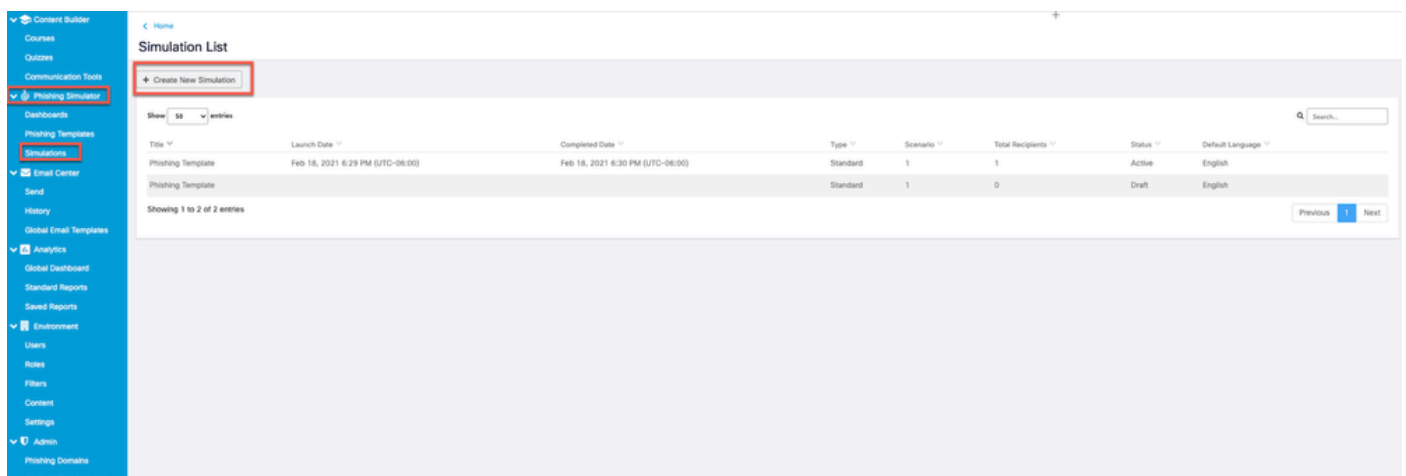 Content Builder
Courses
Quizzes
Communication Tools
Phishing Simulator
Dashboards
Phishing Templates
Simulations
Email Center
Send
History
Global Email Templates
Analytics
Global Dashboard
Standard Reports
Saved Reports
Environment
Users
Roles
Filters
Content
Settings
Admin
Phishing Domains
< Home
Simulation List
+ Create New Simulation
Show 50 entries
Search...
Title Launch Date Completed Date Type Scenario Total Recipients Status Default Language
Phishing Template Feb 18, 2021 6:29 PM (UTC-06:00) Feb 18, 2021 6:30 PM (UTC-06:00) Standard 1 1 Active English
Phishing Template Standard 1 0 Draft English
Showing 1 to 2 of 2 entries
Previous 1 Next